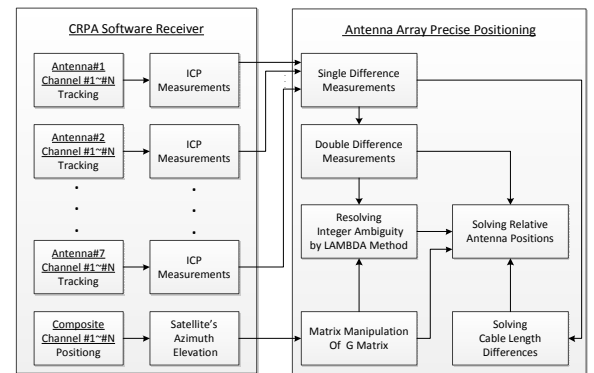 CRPA Software Receiver
Antenna#1
Channel #1~#N
Tracking
ICP
Measurements
Antenna#2
Channel #1~#N
Tracking
ICP
Measurements
Antenna#7
Channel #1~#N
Tracking
ICP
Measurements
Composite
Channel #1~#N
Positiong
Satellite's
Azimuth
Elevation
Antenna Array Precise Positioning
Single Difference
Measurements
Double Difference
Measurements
Resolving
Integer Ambiguity
by LAMBDA Method
Solving Relative
Antenna Positions
Matrix Manipulation
Of G Matrix
Solving
Cable Length
Differences